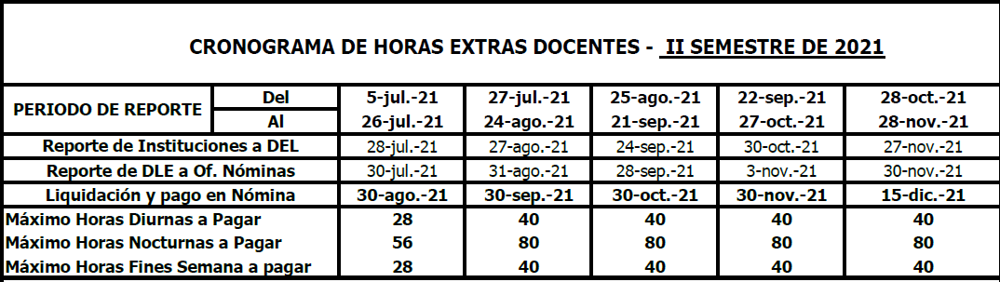 CRONOGRAMA DE HORAS EXTRAS DOCENTES - II SEMESTRE DE 2021
PERIODO DE REPORTE Del 5-jul.-21 27-jul.-21 25-ago.-21 22-sep.-21 28-oct.-21
Al 26-jul.-21 24-ago.-21 21-sep.-21 27-oct.-21 28-nov.-21
Reporte de Instituciones a DEL 28-jul.-21 27-ago.-21 24-sep.-21 30-oct.-21 27-nov.-21
Reporte de DLE a Of. Nóminas 30-jul.-21 31-ago.-21 28-sep.-21 3-nov.-21 30-nov.-21
Liquidación y pago en Nómina 30-ago.-21 30-sep.-21 30-oct.-21 30-nov.-21 15-dic.-21
Máximo Horas Diurnas a Pagar 28 40 40 40 40
Máximo Horas Nocturnas a Pagar 56 80 80 80 80
Máximo Horas Fines Semana a pagar 28 40 40 40 40